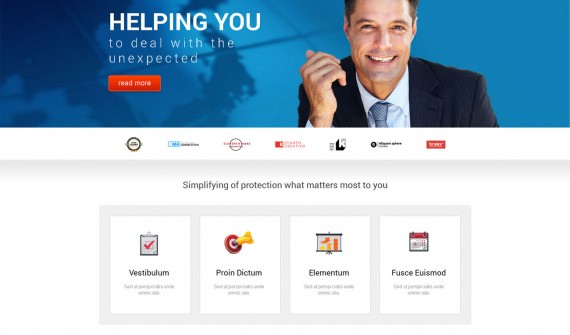 HELPING YOU
to deal with the
unexpected
read more
Simplifying of protection what matters most to you
Vestibulum
Proin Dictum
Elementum
Fusce Euismod
Sed ut perspiciatis unde
omnis iste
Sed ut perspiciatis unde
omnis iste
Sed ut perspiciatis unde
omnis iste
Sed ut perspiciatis unde
omnis iste